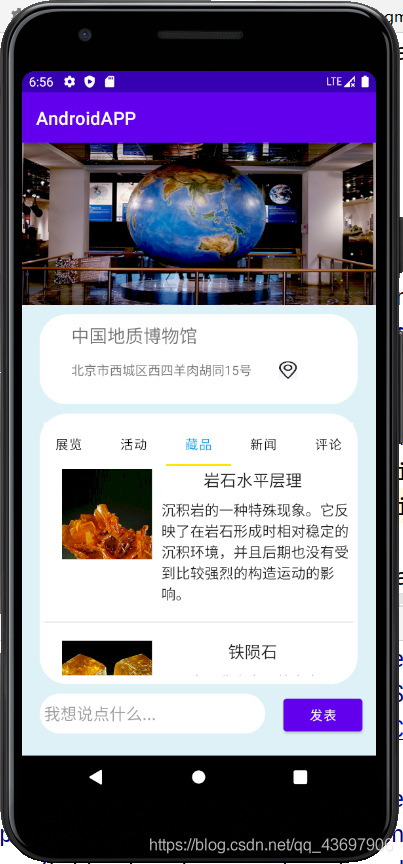 6:56
LTE
AndroidAPP
中国地质博物馆
北京市西城区西四羊肉胡同15号
展览 活动 藏品 新闻 评论
岩石水平层理
沉积岩的一种特殊现象。它反
映了在岩石形成时相对稳定的
沉积环境，并且后期也没有受
到比较强烈的构造运动的影
响。
铁陨石
我想说点什么...
发表
https://blog.csdn.net/qq_43697906